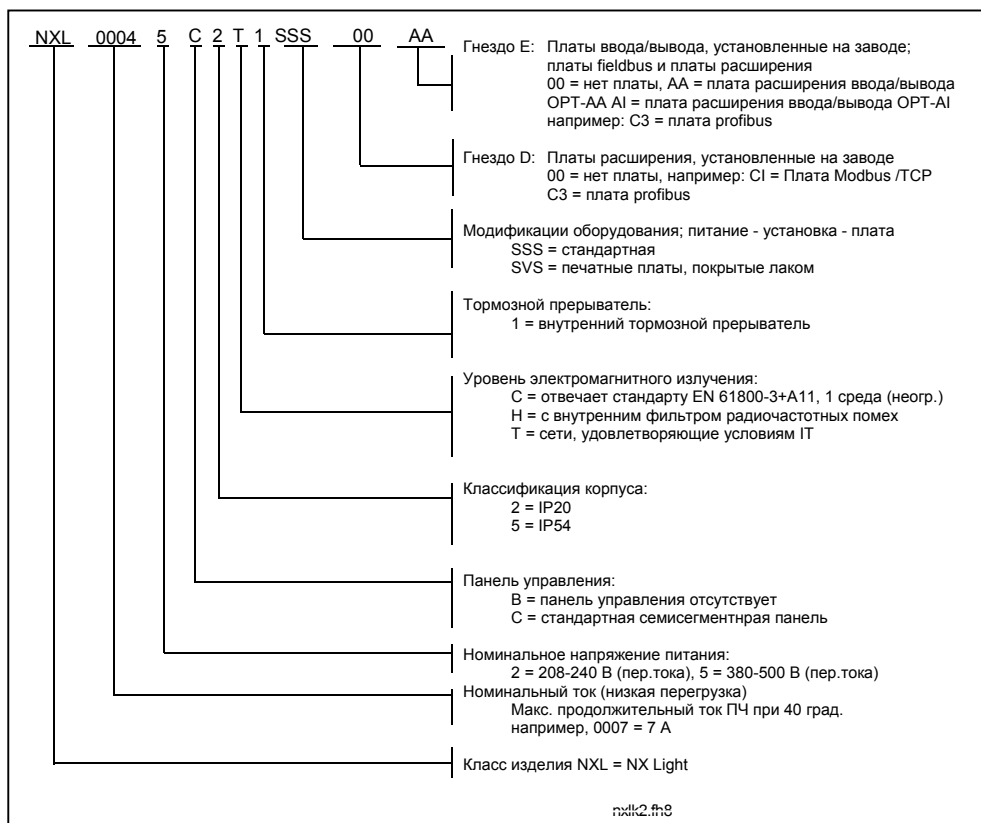 NXL 0004 5 C 2 T 1 SSS 00 AA
Гнездо E: Платы ввода/вывода, установленные на заводе;
платы fieldbus и платы расширения
00 = нет платы, AA = плата расширения ввода/вывода
OPT-AA AI = плата расширения ввода/вывода OPT-AI
например: C3 = плата profibus
Гнездо D: Платы расширения, установленные на заводе
00 = нет платы, например: CI = Плата Modbus /TCP
C3 = плата profibus
Модификации оборудования; питание - установка - плата
SSS = стандартная
SVS = печатные платы, покрытые лаком
Тормозной прерыватель:
1 = внутренний тормозной прерыватель
Уровень электромагнитного излучения:
C = отвечает стандарту EN 61800-3+A11, 1 среда (неогр.)
H = с внутренним фильтром радиочастотных помех
T = сети, удовлетворяющие условиям IT
Классификация корпуса:
2 = IP20
5 = IP54
Панель управления:
B = панель управления отсутствует
C = стандартная семисегментнрая панель
Номинальное напряжение питания:
2 = 208-240 В (пер.тока), 5 = 380-500 В (пер.тока)
Номинальный ток (низкая перегрузка)
Макс. продолжительный ток ПЧ при 40 град.
например, 0007 = 7 А
Класс изделия NXL = NX Light
nxlk2.fh8